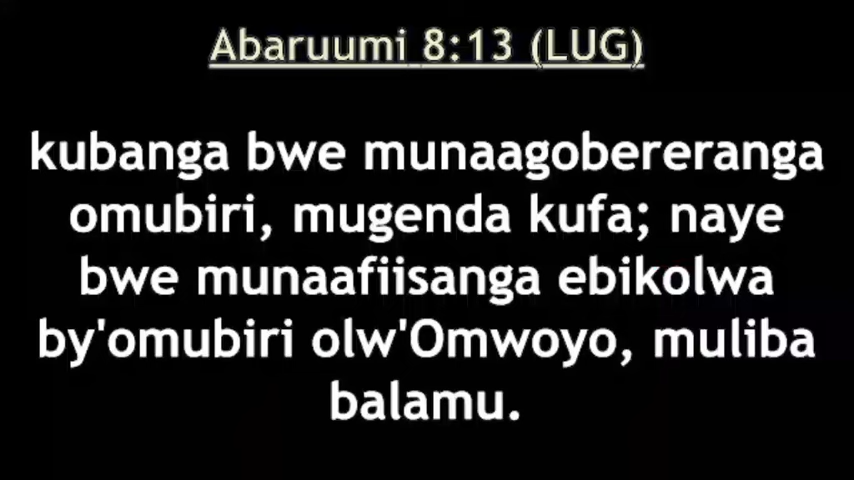 Abaruumi 8:13 (LUG)
kubanga bwe munaagobereranga
omubiri, mugenda kufa; naye
bwe munaafiisanga ebikolwa
by'omubiri olw'Omwoyo, muliba
balamu.